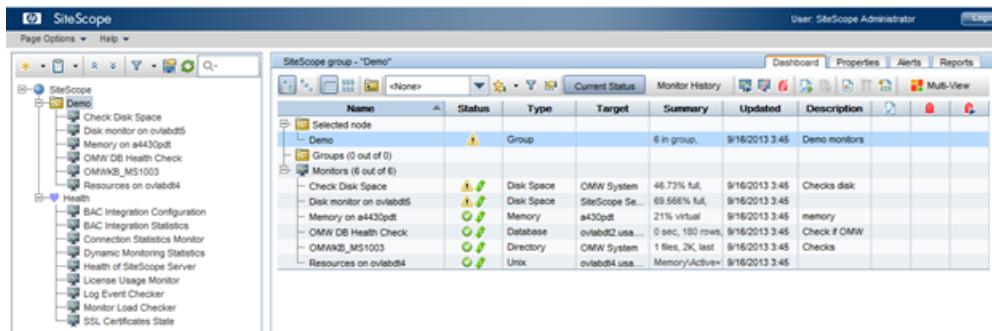 SiteScope
User: SiteScope Administrator
Page Options Help
SiteScope group - "Demo"
Dashboard Properties Alerts Reports
<None> Current Status Monitor History Multi-View
SiteScope
Demo
Check Disk Space
Disk monitor on ovlabdt5
Memory on a4430pdt
OMW DB Health Check
OMWKB_MS1003
Resources on ovlabdt4
Health
BAC Integration Configuration
BAC Integration Statistics
Connection Statistics Monitor
Dynamic Monitoring Statistics
Health of SiteScope Server
License Usage Monitor
Log Event Checker
Monitor Load Checker
SSL Certificates State
Name Status Type Target Summary Updated Description
Selected node
Demo Group 6 in group, 9/16/2013 3:45 Demo monitors
Groups (0 out of 0)
Monitors (6 out of 6)
Check Disk Space Disk Space OMW System 46.73% full, 9/16/2013 3:45 Checks disk
Disk monitor on ovlabdt5 Disk Space SiteScope Se... 69.566% full, 9/16/2013 3:45
Memory on a4430pdt Memory a430pdt 21% virtual 9/16/2013 3:45 memory
OMW DB Health Check Database ovlabdt2.usa.... 0 sec, 180 rows, 9/16/2013 3:45 Check if OMW
OMWKB_MS1003 Directory OMW System 1 files, 2K, last 9/16/2013 3:45 Checks
Resources on ovlabdt4 Unix ovlabdt4.usa.... Memory\Active= 9/16/2013 3:45